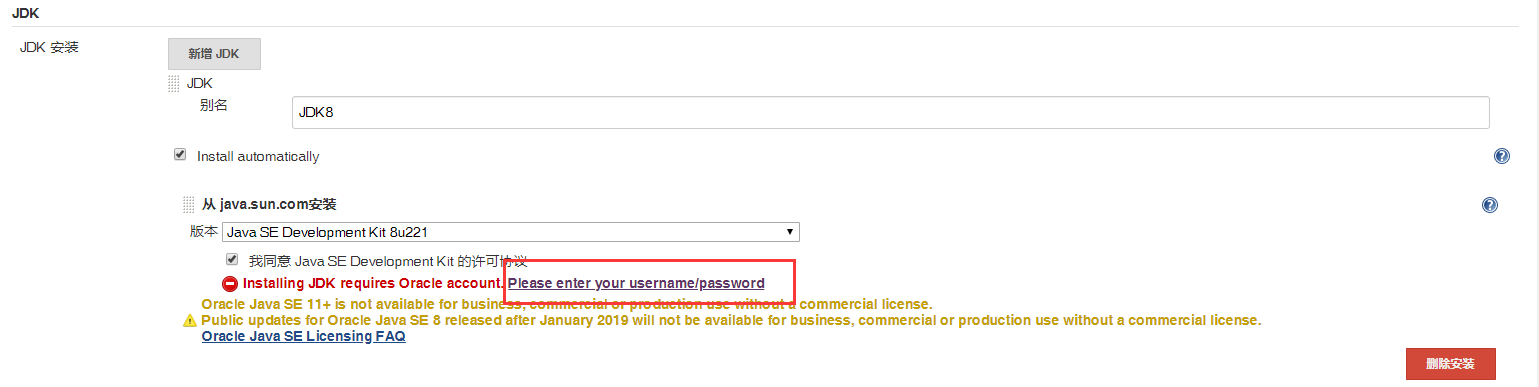 JDK
JDK 安装
新增 JDK
JDK
别名
JDK8
Install automatically
从 java.sun.com安装
版本 Java SE Development Kit 8u221
我同意 Java SE Development Kit 的许可协议
Installing JDK requires Oracle account. Please enter your username/password
Oracle Java SE 11+ is not available for business, commercial or production use without a commercial license.
Public updates for Oracle Java SE 8 released after January 2019 will not be available for business, commercial or production use without a commercial license.
Oracle Java SE Licensing FAQ
删除安装